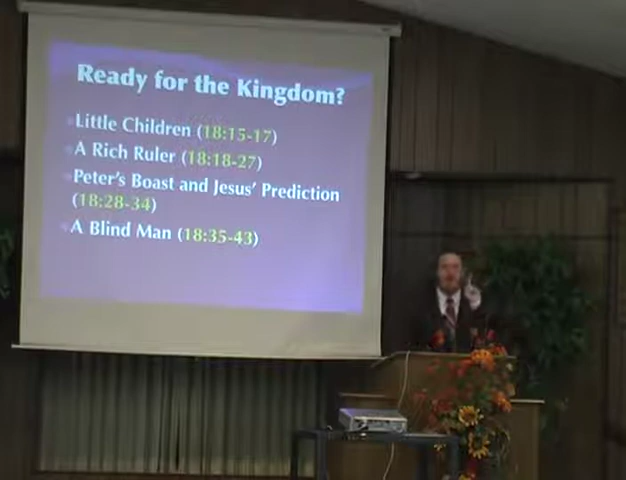 Ready for the Kingdom?
Little Children (18:15-17)
A Rich Ruler (18:18-27)
Peter's Boast and Jesus' Prediction
(18:28-34)
A Blind Man (18:35-43)